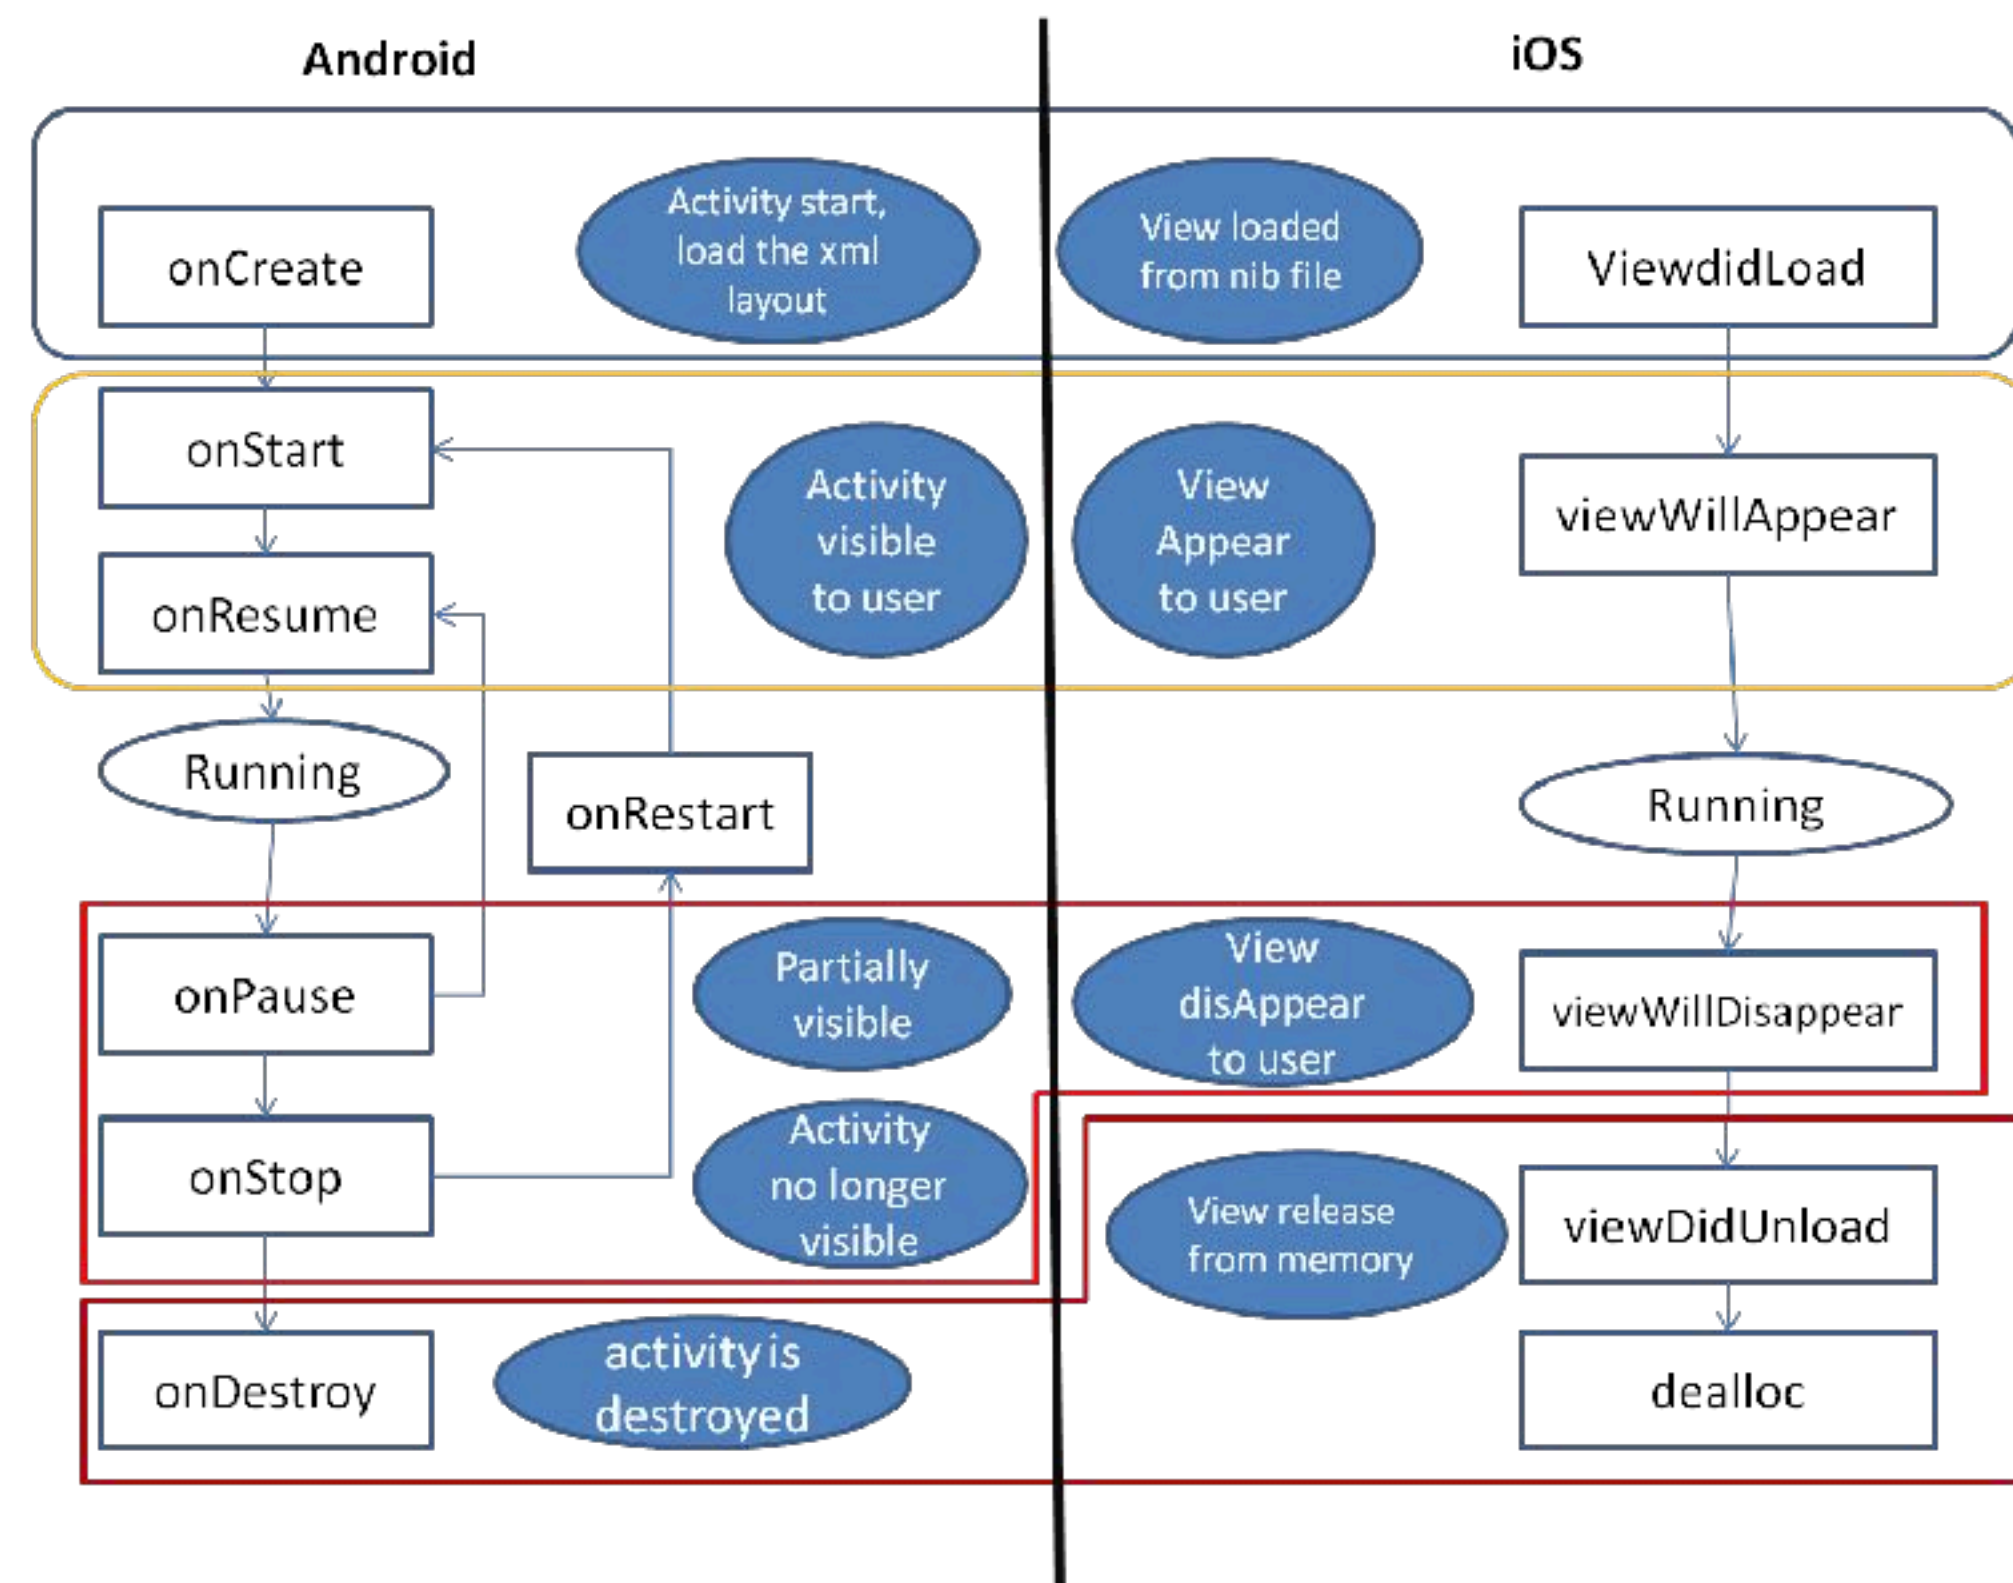 Android
iOS
onCreate
Activity start,
load the xml
layout
View loaded
from nib file
ViewdidLoad
onStart
Activity
visible
to user
View
Appear
to user
viewWillAppear
onResume
Running
onRestart
Running
onPause
Partially
visible
View
disAppear
to user
viewWillDisappear
onStop
Activity
no longer
visible
View release
from memory
viewDidUnload
onDestroy
activity is
destroyed
dealloc